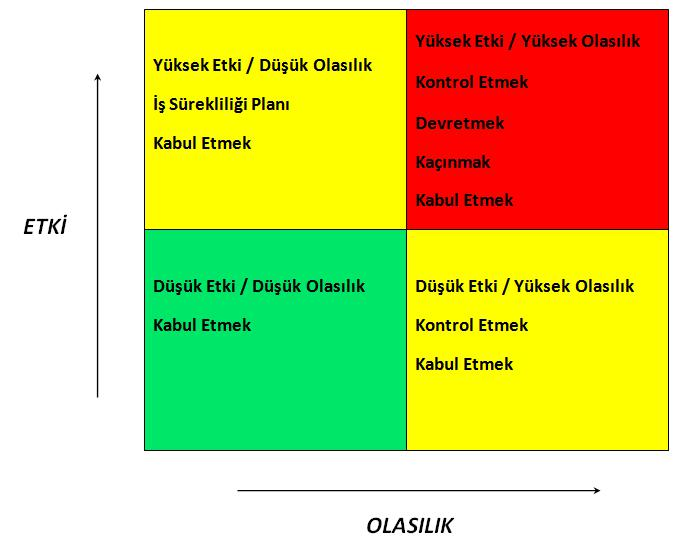 Yüksek Etki / Düşük Olasılık
İş Sürekliliği Planı
Kabul Etmek
Yüksek Etki / Yüksek Olasılık
Kontrol Etmek
Devretmek
Kaçınmak
Kabul Etmek
ETKİ
Düşük Etki / Düşük Olasılık
Kabul Etmek
Düşük Etki / Yüksek Olasılık
Kontrol Etmek
Kabul Etmek
OLASILIK